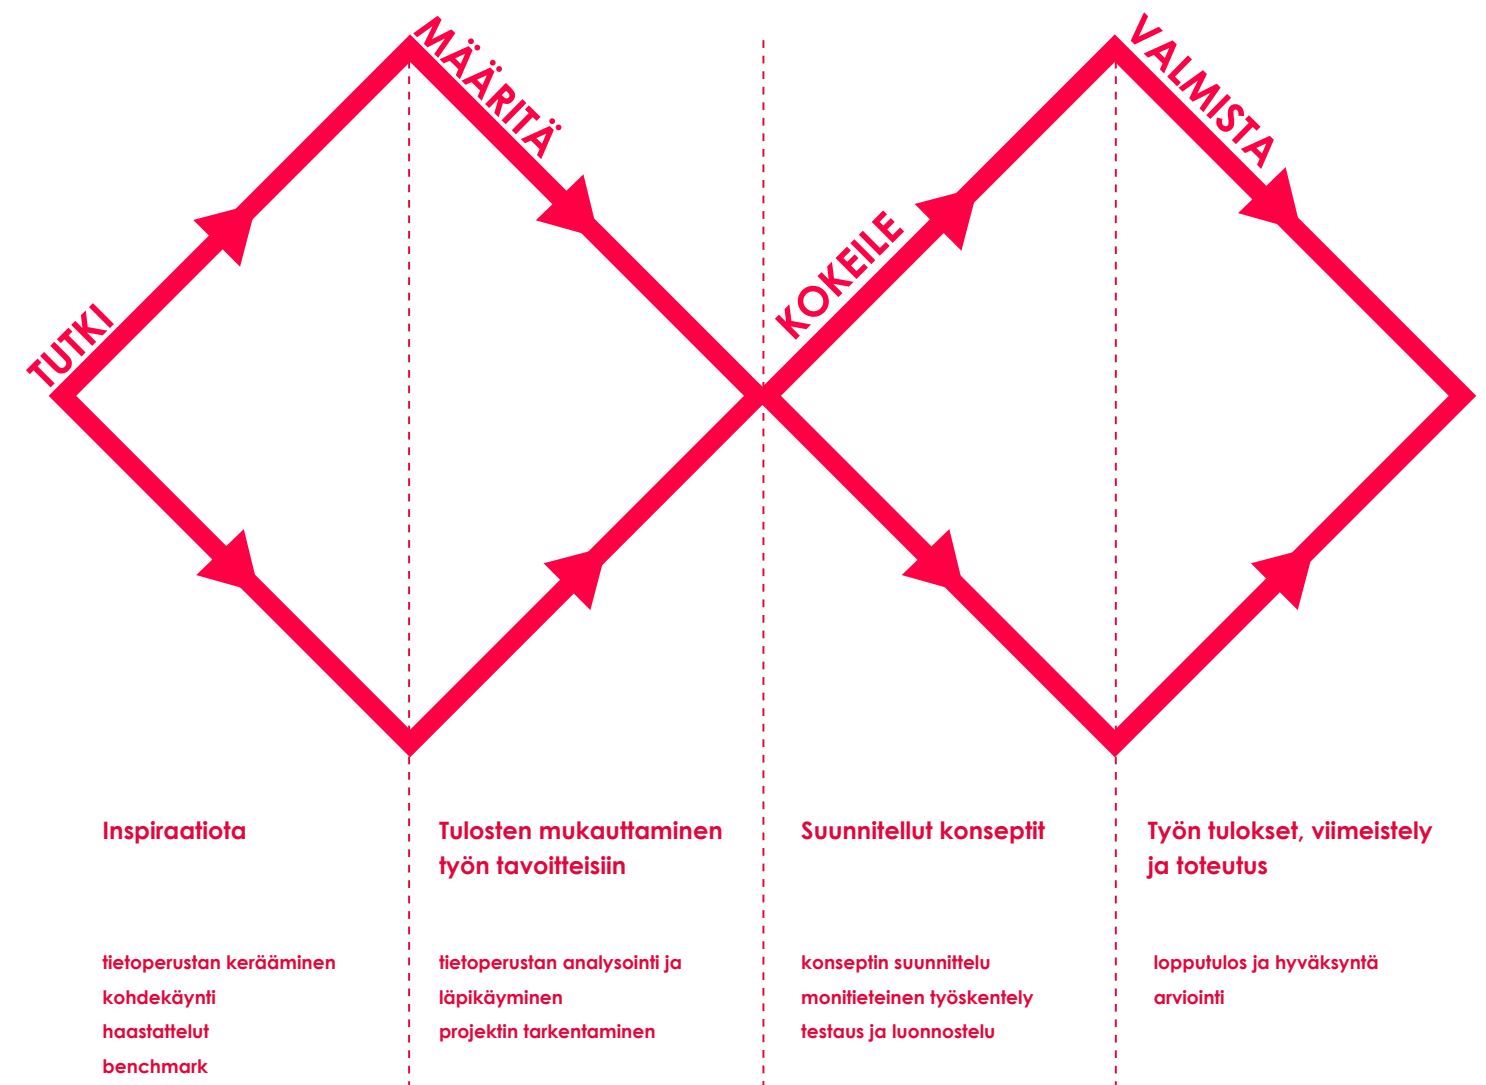 TUTKI
MÄÄRITÄ
KOKEILE
VALMISTA
Inspiraatiota
tietoperustan kerääminen
kohdekäynti
haastattelut
benchmark
Tulosten mukauttaminen
työn tavoitteisiin
tietoperustan analysointi ja
läpikäyminen
projektin tarkentaminen
Suunnitellut konseptit
konseptin suunnittelu
monitieteinen työskentely
testaus ja luonnostelu
Työn tulokset, viimeistely
ja toteutus
lopputulos ja hyväksyntä
arviointi